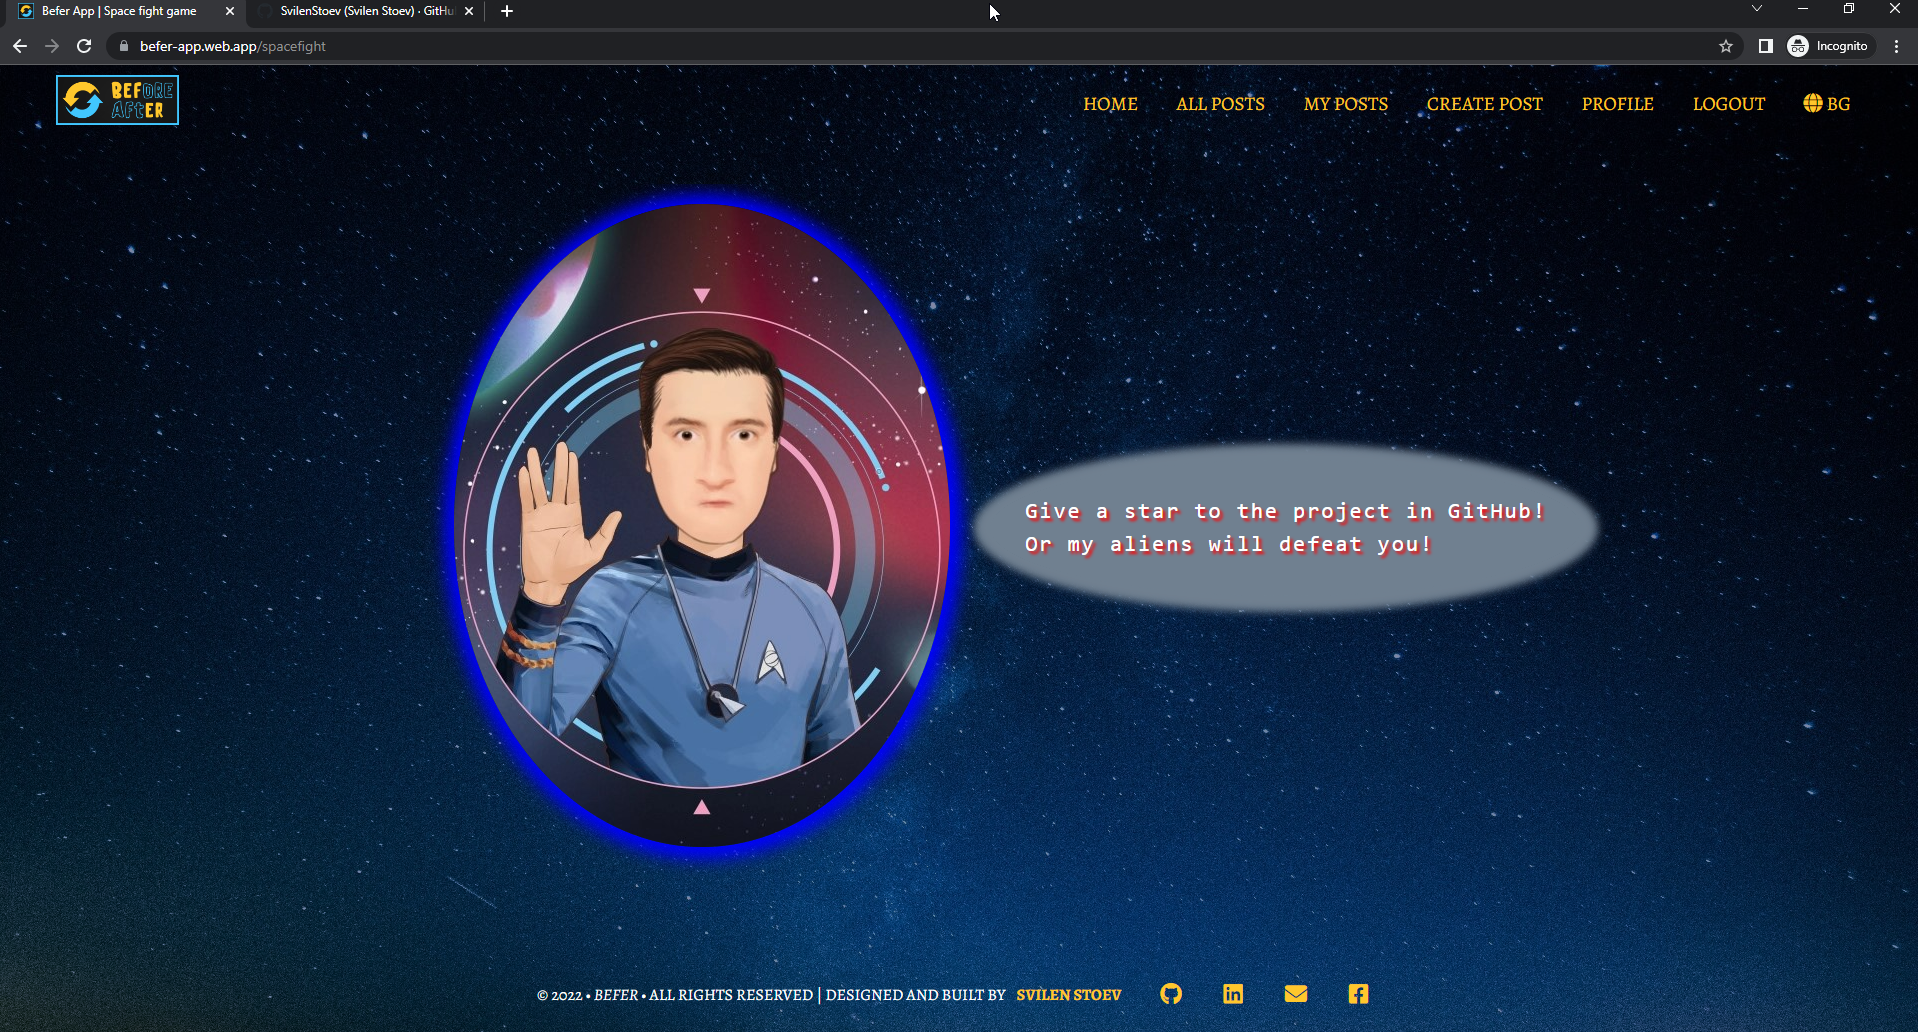 Befer App | Space fight game
SvilenStoev (Svilen Stoev) · GitHu
befer-app.web.app/spacefight
Incognito
BEFORE
AFtER
HOME
ALL POSTS
MY POSTS
CREATE POST
PROFILE
LOGOUT
BG
Give a star to the project in GitHub!
Or my aliens will defeat you!
© 2022 • BEFER • ALL RIGHTS RESERVED | DESIGNED AND BUILT BY SVILEN STOEV